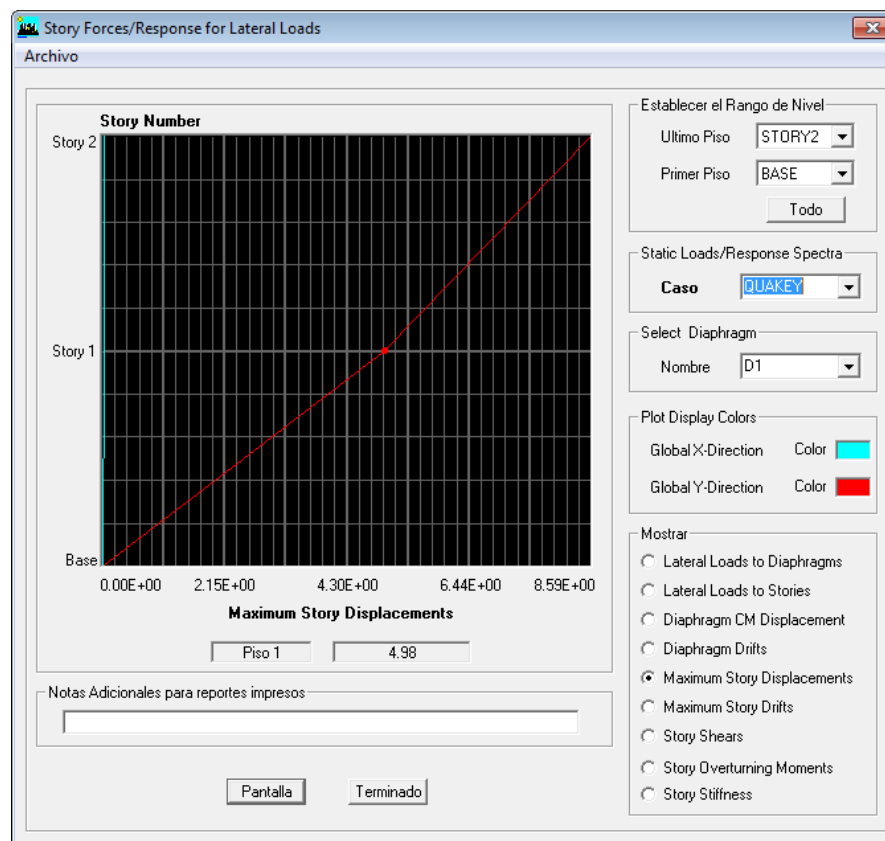 Story Forces/Response for Lateral Loads
Archivo
Story Number
Story 2
Story 1
Base
0.00E+00 2.15E+00 4.30E+00 6.44E+00 8.59E+00
Maximum Story Displacements
Piso 1 4.98
Notas Adicionales para reportes impresos
Pantalla Terminado
Establecer el Rango de Nivel
Ultimo Piso STORY2
Primer Piso BASE
Todo
Static Loads/Response Spectra
Caso QUAKEY
Select Diaphragm
Nombre D1
Plot Display Colors
Global X-Direction Color
Global Y-Direction Color
Mostrar
Lateral Loads to Diaphragms
Lateral Loads to Stories
Diaphragm CM Displacement
Diaphragm Drifts
Maximum Story Displacements
Maximum Story Drifts
Story Shears
Story Overturning Moments
Story Stiffness